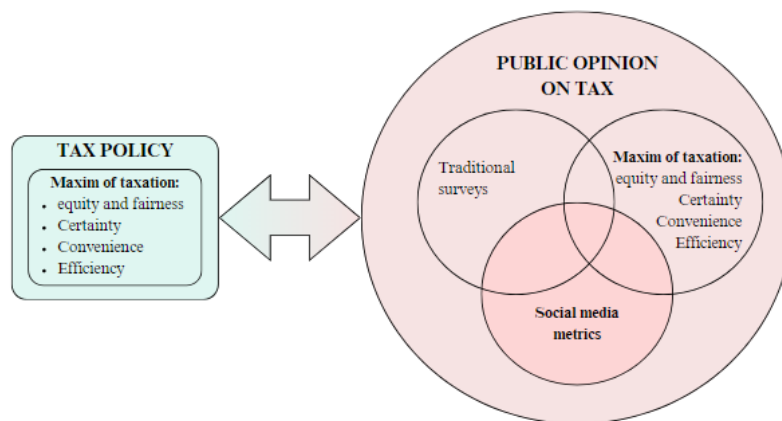 TAX POLICY
Maxim of taxation:
• equity and fairness
• Certainty
• Convenience
• Efficiency
PUBLIC OPINION
ON TAX
Traditional
surveys
Maxim of taxation:
equity and fairness
Certainty
Convenience
Efficiency
Social media
metrics